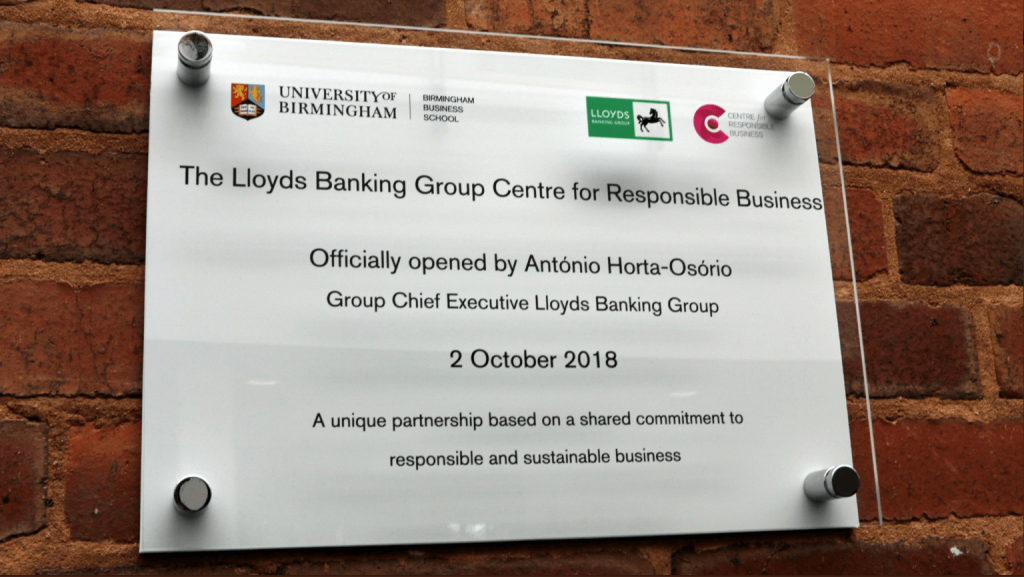 UNIVERSITY OF
BIRMINGHAM
BIRMINGHAM
BUSINESS
SCHOOL
LLOYDS
BANKING GROUP
CENTRE for
RESPONSIBLE
BUSINESS
The Lloyds Banking Group Centre for Responsible Business
Officially opened by António Horta-Osório
Group Chief Executive Lloyds Banking Group
2 October 2018
A unique partnership based on a shared commitment to
responsible and sustainable business